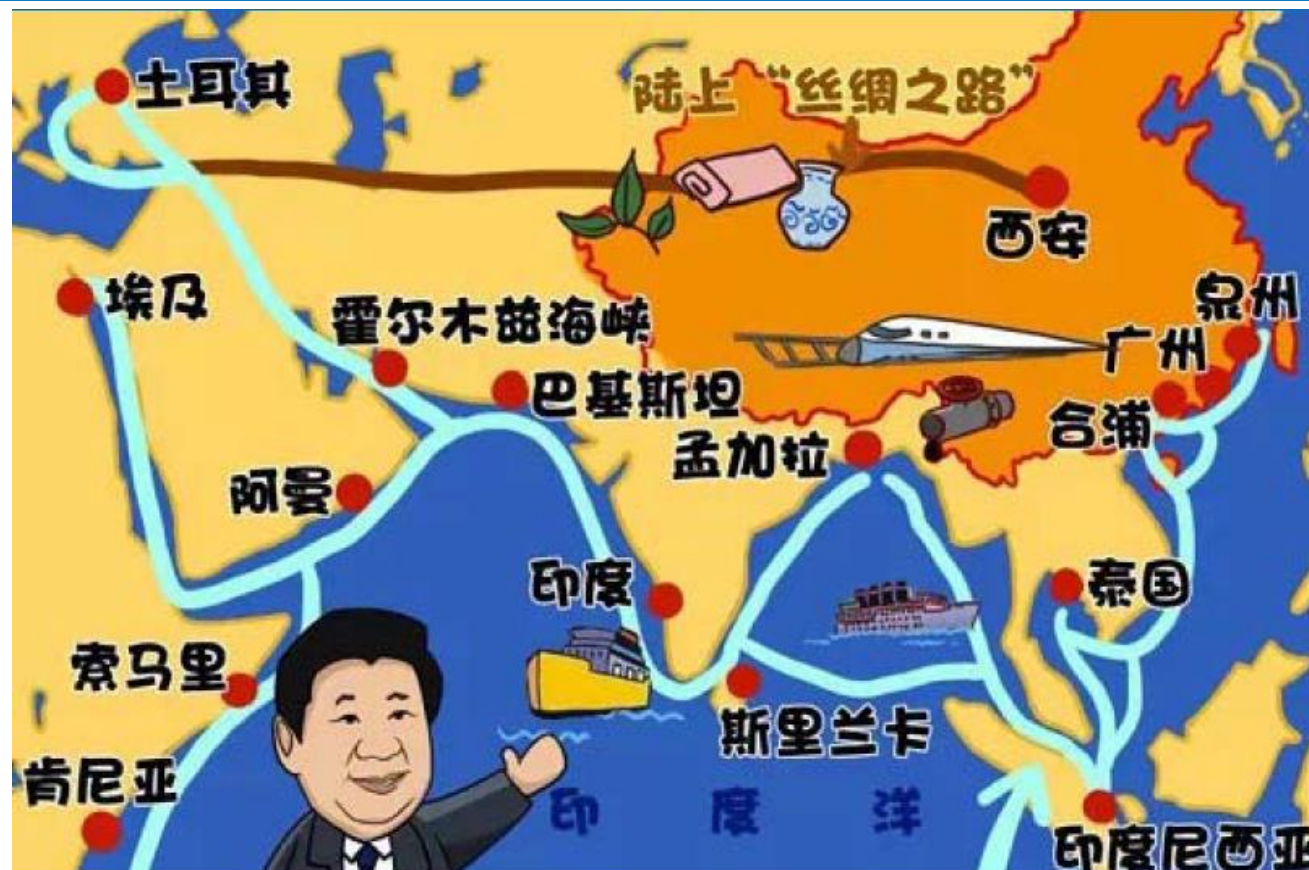 土耳其
陆上“丝绸之路”
西安
埃及
泉州
霍尔木兹海峡
广州
巴基斯坦
合浦
孟加拉
阿曼
印度
泰国
索马里
斯里兰卡
肯尼亚
印度洋
印度尼西亚